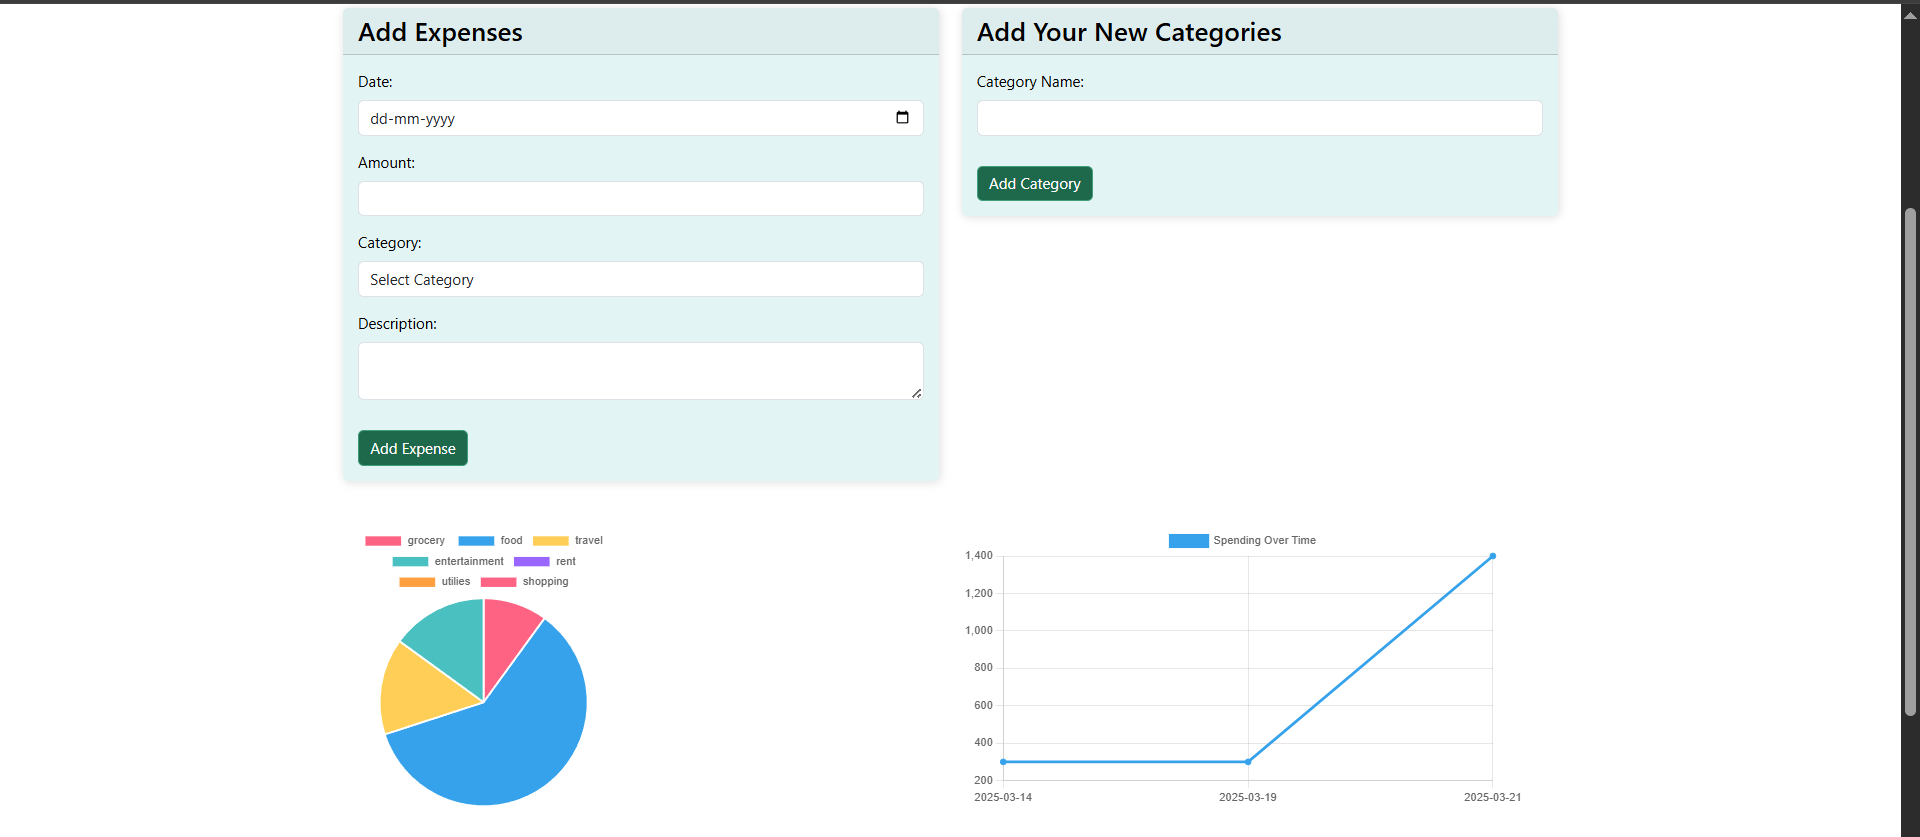 Add Expenses
Date:
dd-mm-yyyy
Amount:
Category:
Select Category
Description:
Add Expense
Add Your New Categories
Category Name:
Add Category
grocery food travel
entertainment rent
utilies shopping
Spending Over Time
1,400
1,200
1,000
800
600
400
200
2025-03-14 2025-03-19 2025-03-21